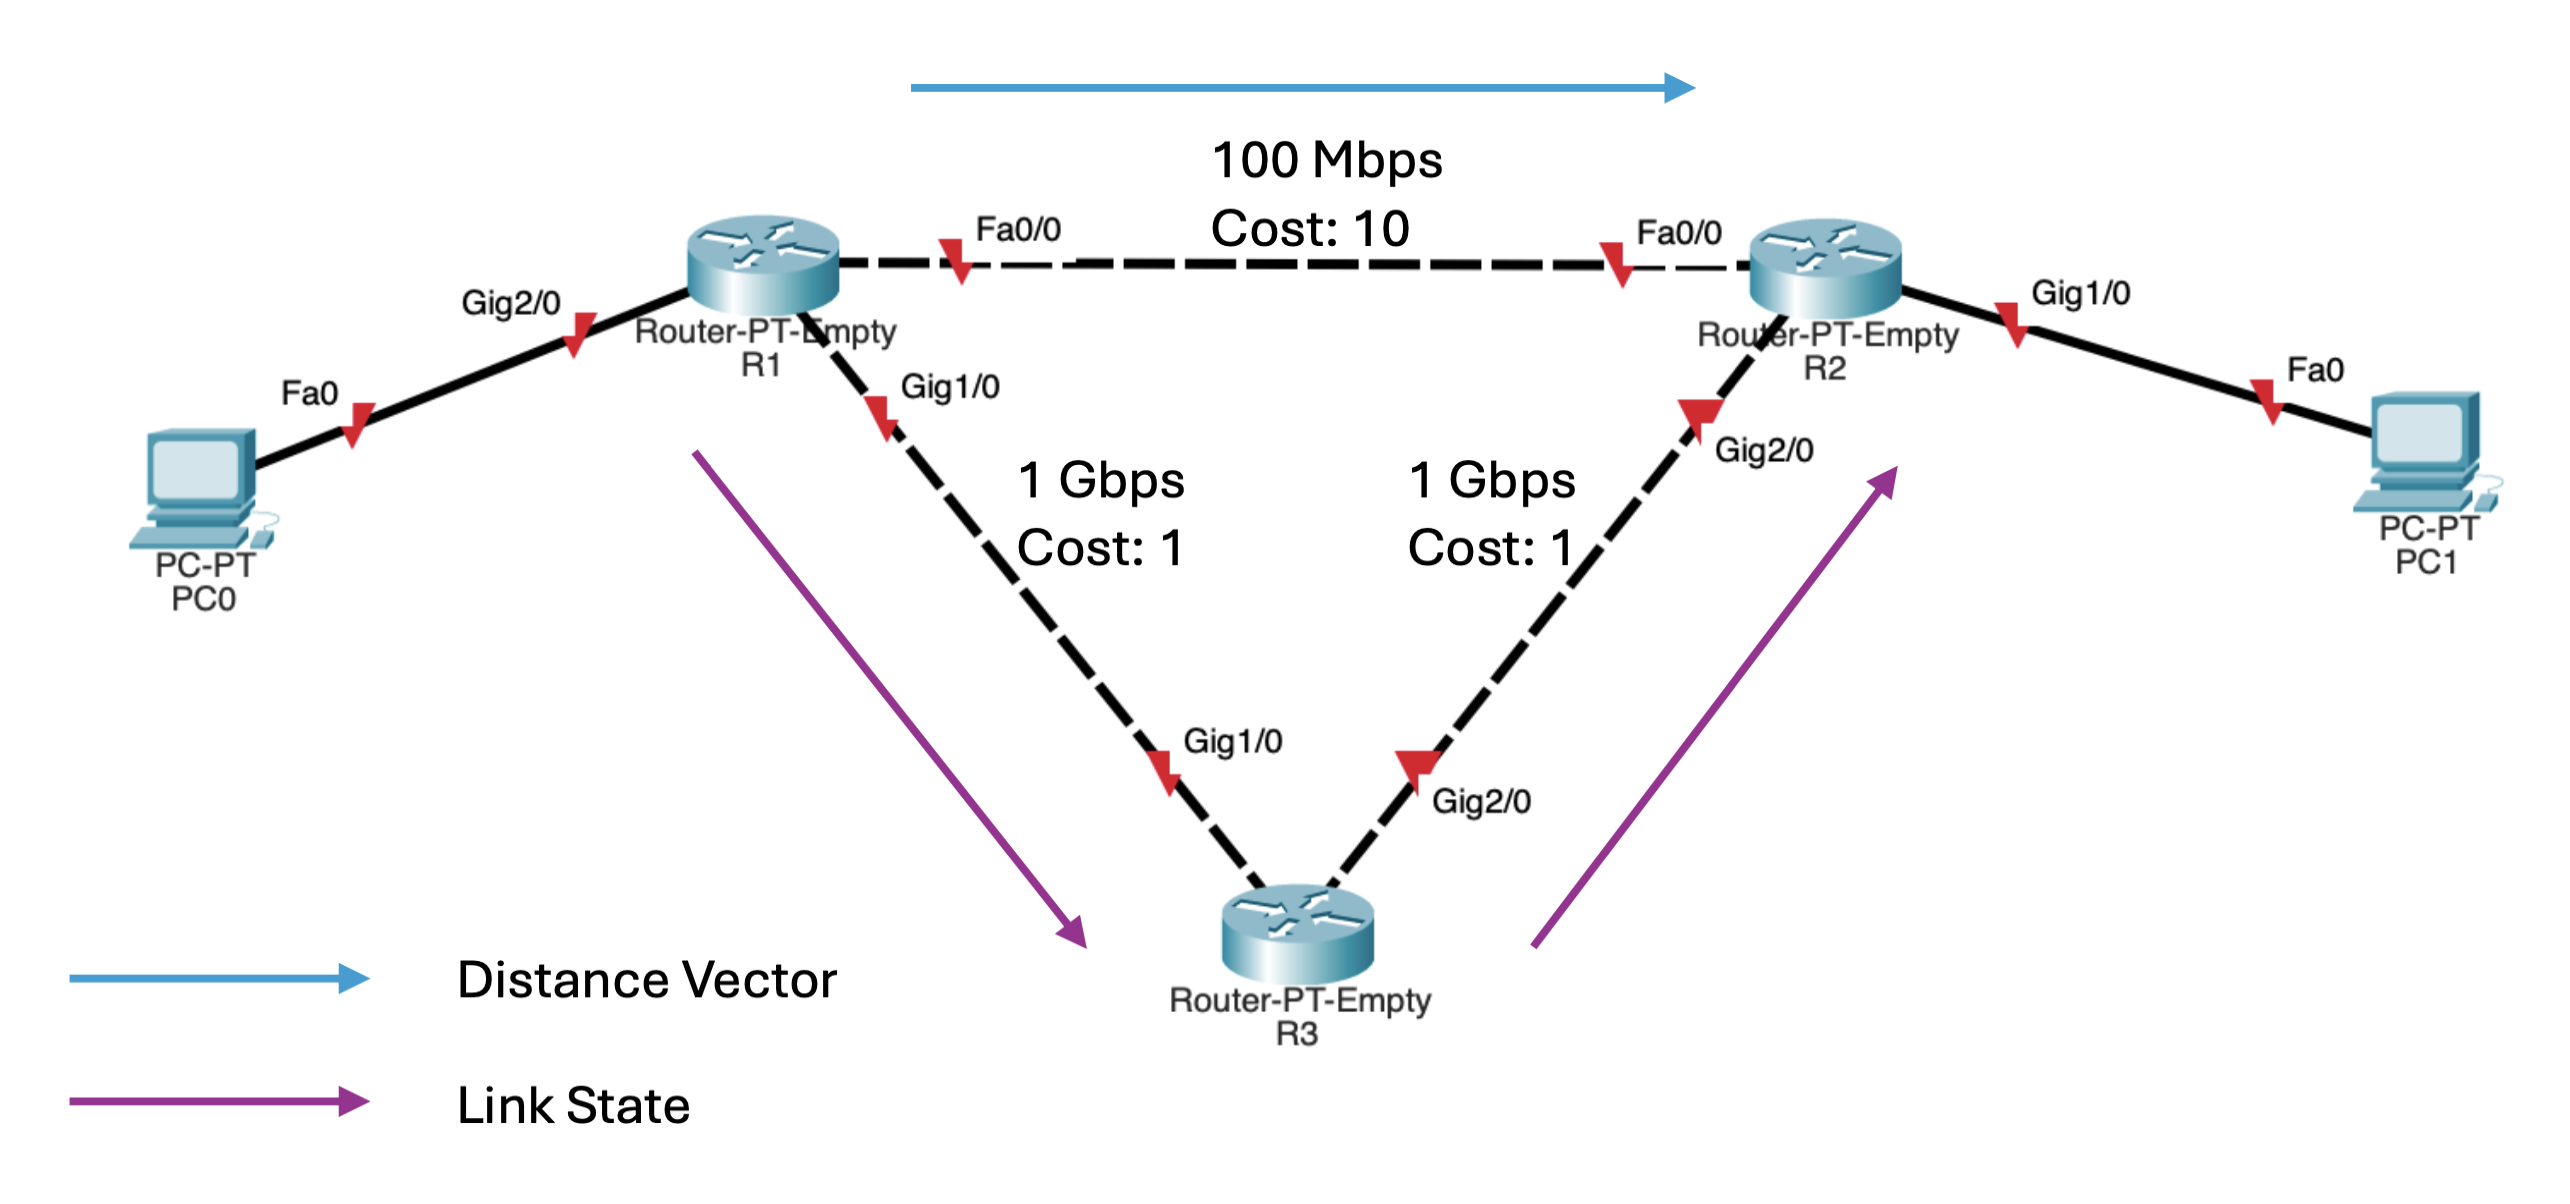 100 Mbps
Cost: 10
Fa0/0
Fa0/0
Gig2/0
Router-PT-Empty
R1
Router-PT-Empty
R2
Gig1/0
Fa0
Gig1/0
Fa0
PC-PT
PC0
1 Gbps
Cost: 1
1 Gbps
Cost: 1
Gig2/0
PC-PT
PC1
Gig1/0
Gig2/0
Router-PT-Empty
R3
Distance Vector
Link State